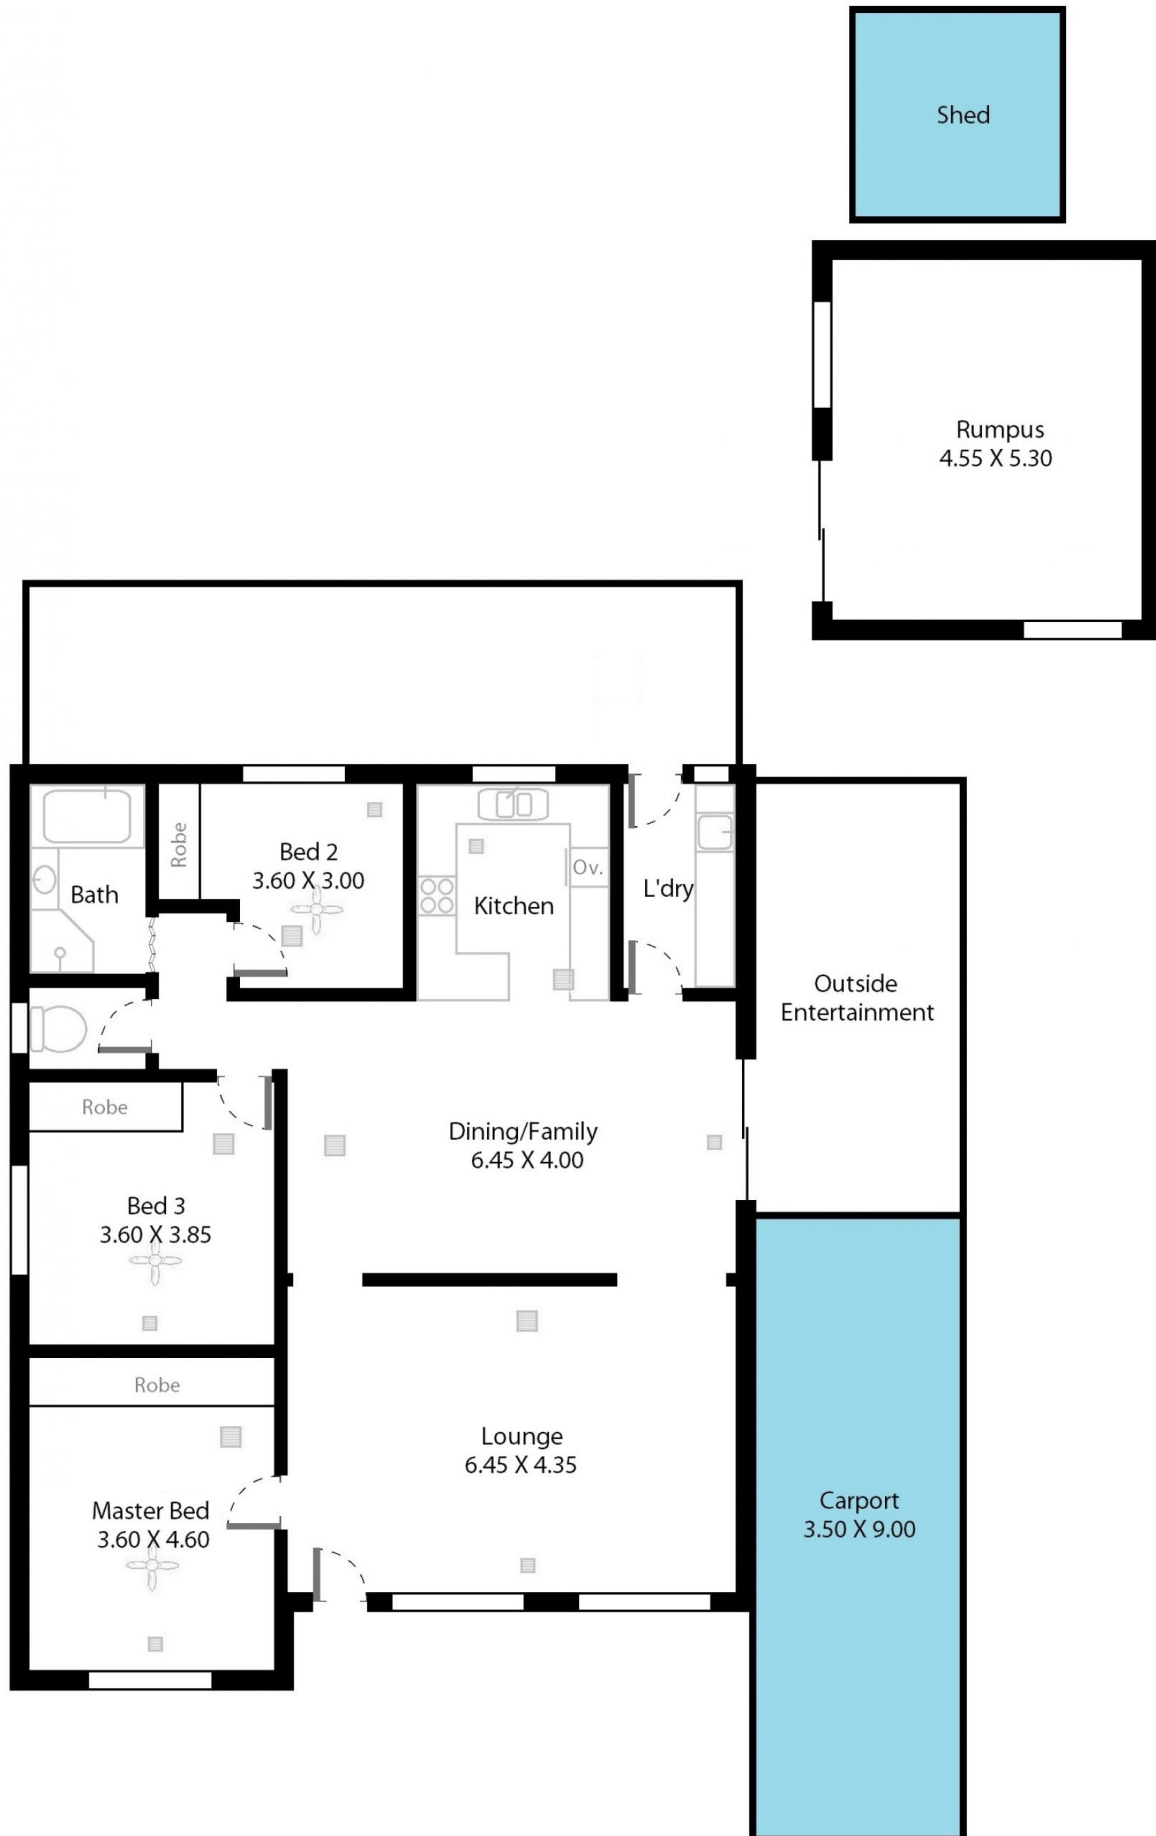 Shed
Rumpus
4.55 X 5.30
Robe
Bed 2
3.60 X 3.00
Bath
Kitchen
Ov.
L'dry
Outside
Entertainment
Robe
Dining/Family
6.45 X 4.00
Bed 3
3.60 X 3.85
Robe
Lounge
6.45 X 4.35
Master Bed
3.60 X 4.60
Carport
3.50 X 9.00